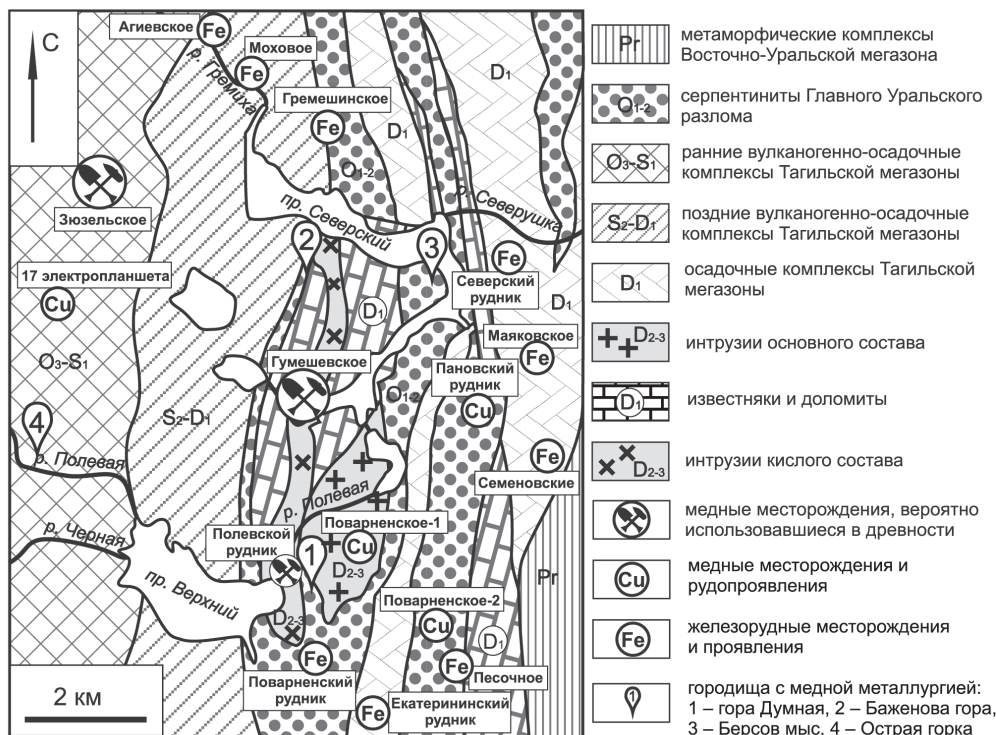 Агиевское
Fe
С
р. Тремиха
Моховое
Fe
Гремешинское
Fe
D₁
D₁
O₁₋₂
Зюзельское
пр. Северский
р. Северушка
2
3
17 электропланшета
Cu
Fe
Северский
рудник
D₁
D₁
Маяковское
Fe
O₃-S₁
Гумешевское
Пановский
рудник
Cu
O₁₋₂
S₂-D₁
4
р. Полевая
Fe
Семеновские
р. Полевая
р. Черная
Полевской
рудник
Поварненское-1
Cu
1
D₂₋₃
Pr
пр. Верхний
Поварненское-2
Cu
D₂₋₃
D₁
Fe
Поварненский
рудник
Fe
Песочное
2 км
Fe
Екатерининский
рудник
Pr
метаморфические комплексы
Восточно-Уральской мегазона
O₁₋₂
серпентиниты Главного Уральского
разлома
O₃-S₁
ранние вулканогенно-осадочные
комплексы Тагильской мегазоны
S₂-D₁
поздние вулканогенно-осадочные
комплексы Тагильской мегазоны
D₁
осадочные комплексы Тагильской
мегазоны
D₂₋₃
интрузии основного состава
D₁
известняки и доломиты
D₂₋₃
интрузии кислого состава
медные месторождения, вероятно
использовавшиеся в древности
Cu
медные месторождения и
рудопроявления
Fe
железорудные месторождения
и проявления
1
городища с медной металлургией:
1 – гора Думная, 2 – Баженова гора,
3 – Берсов мыс, 4 – Острая горка